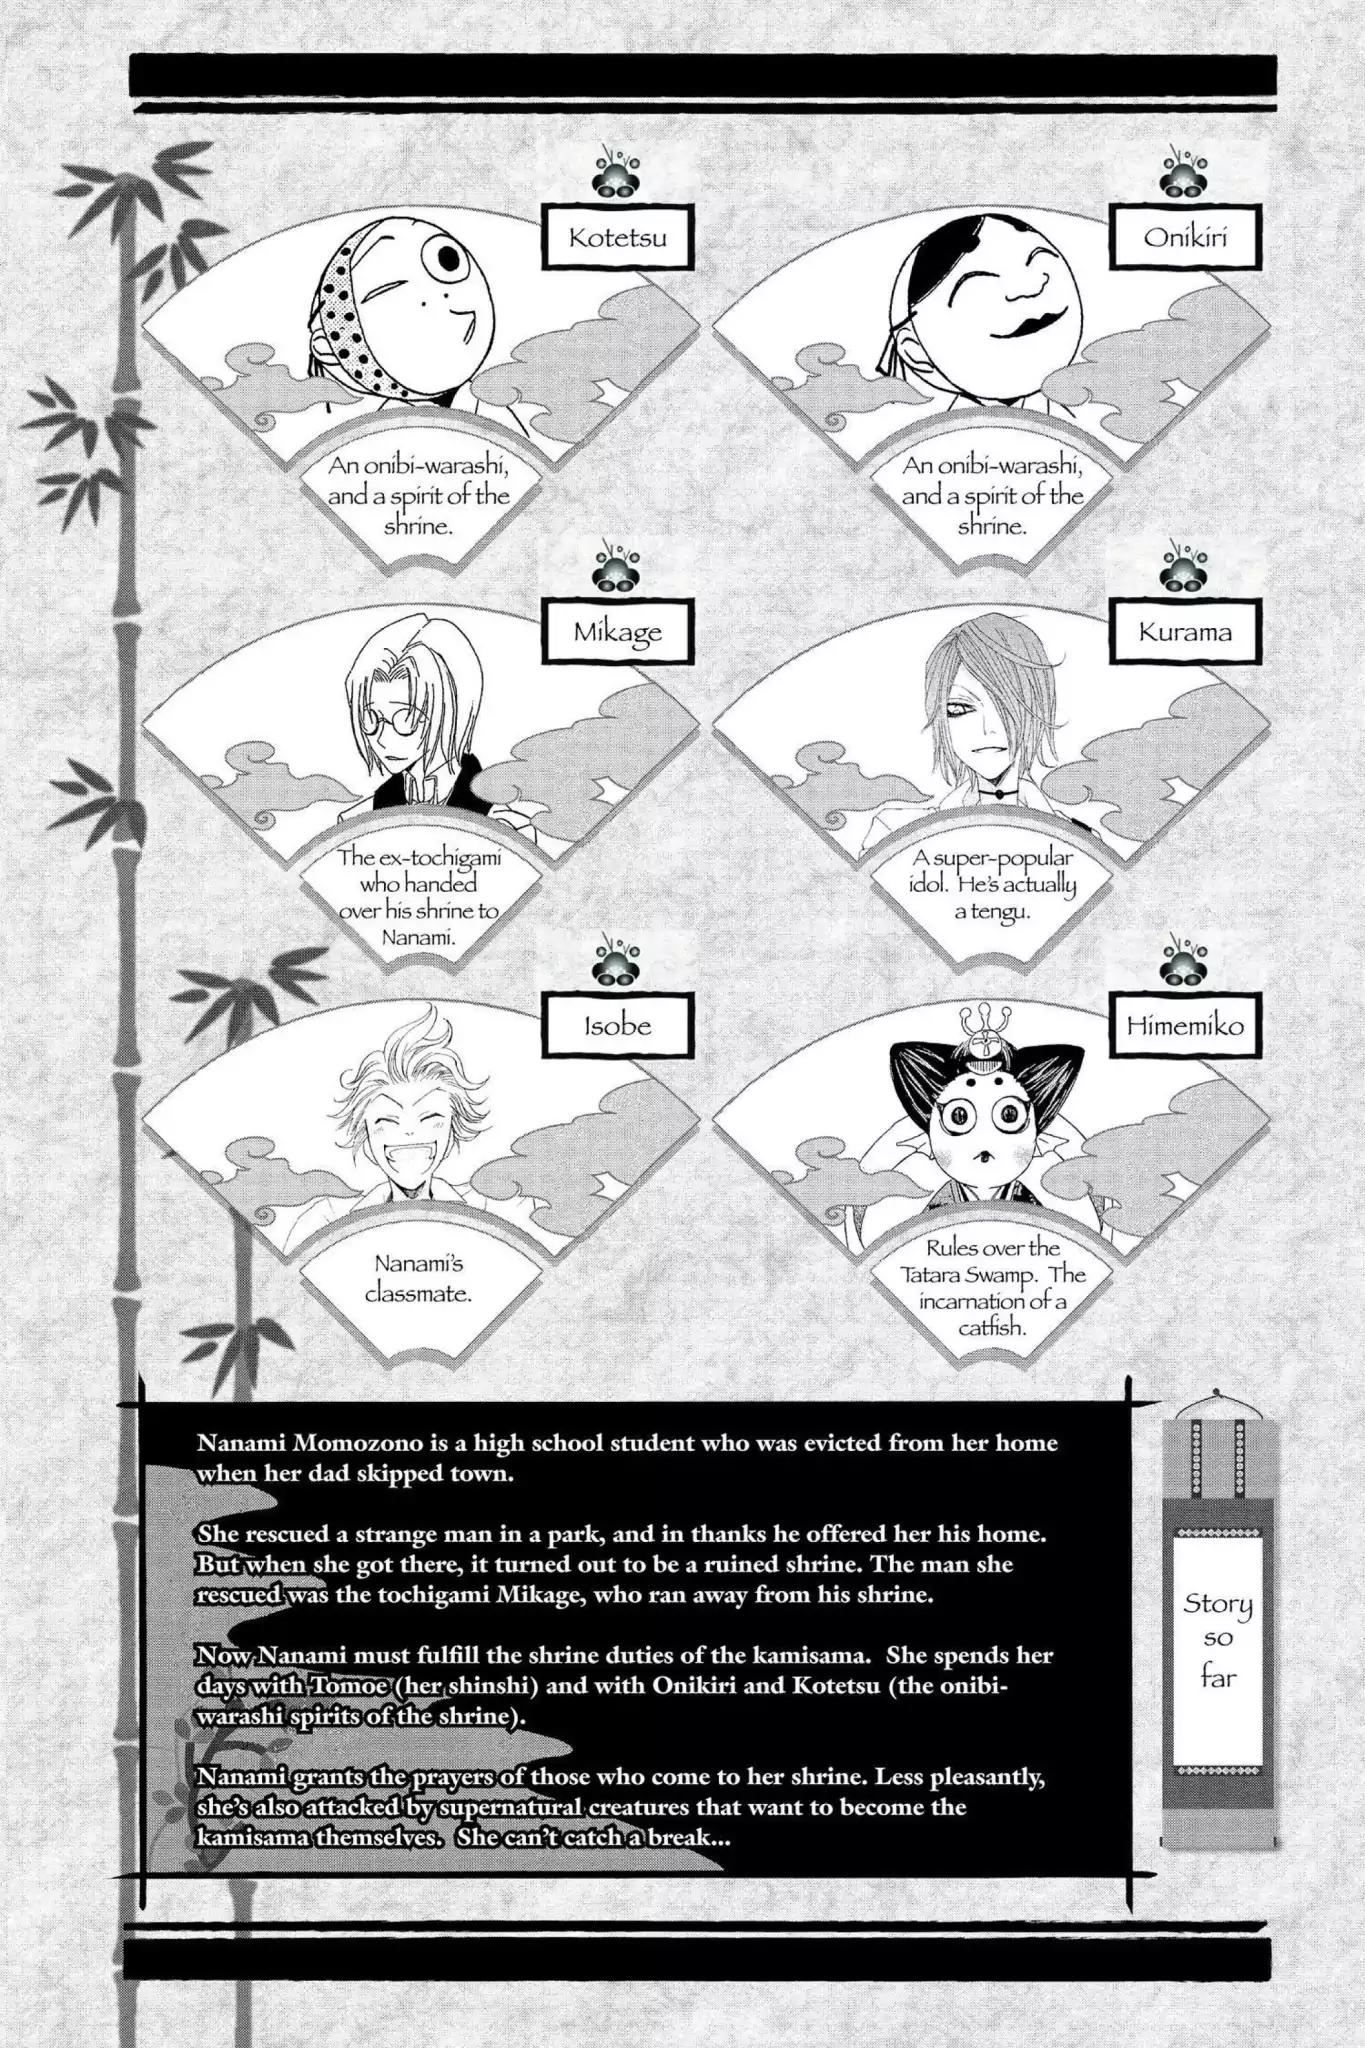 Kotetsu
An onibi-warashi,
and a spirit of the
shrine.
Onikiri
An onibi-warashi,
and a spirit of the
shrine.
Mikage
The ex-tochigami
who handed
over his shrine to
Nanami.
Kurama
A super-popular
idol. He's actually
a tengu.
Isobe
Nanami's
classmate.
Himemiko
Rules over the
Tatara Swamp. The
incarnation of a
catfish.
Story
so
far
Nanami Momozono is a high school student who was evicted from her home
when her dad skipped town.
She rescued a strange man in a park, and in thanks he offered her his home.
But when she got there, it turned out to be a ruined shrine. The man she
rescued was the tochigami Mikage, who ran away from his shrine.
Now Nanami must fulfill the shrine duties of the kamisama. She spends her
days with Tomoe (her shinshi) and with Onikiri and Kotetsu (the onibi-
warashi spirits of the shrine).
Nanami grants the prayers of those who come to her shrine. Less pleasantly,
she's also attacked by supernatural creatures that want to become the
kamisama themselves. She can't catch a break...